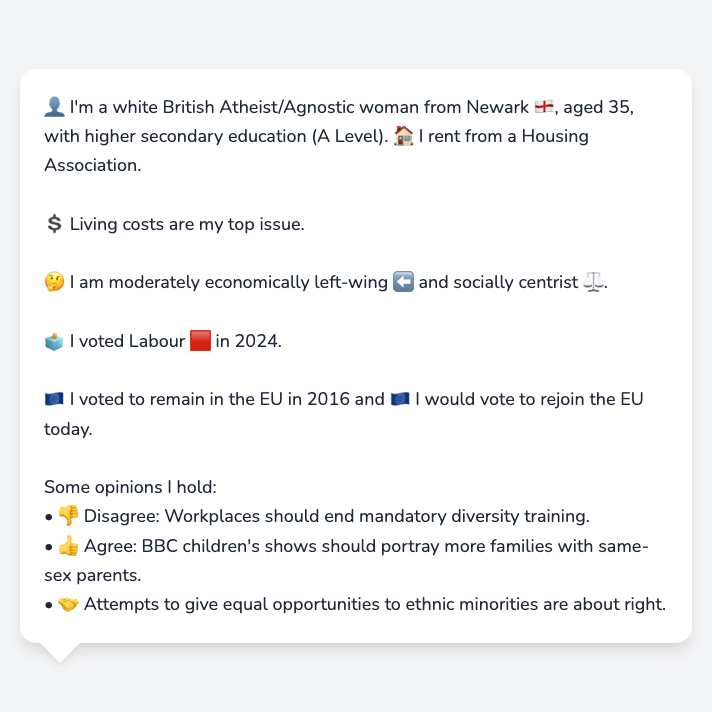 👤 I'm a white British Atheist/Agnostic woman from Newark 🏴󠁧󠁢󠁥󠁮󠁧󠁿, aged 35,
with higher secondary education (A Level). 🏠 I rent from a Housing
Association.
💲 Living costs are my top issue.
🤔 I am moderately economically left-wing ⬅️ and socially centrist ⚖️.
🗳️ I voted Labour 🟥 in 2024.
🇪🇺 I voted to remain in the EU in 2016 and 🇪🇺 I would vote to rejoin the EU
today.
Some opinions I hold:
• 👎 Disagree: Workplaces should end mandatory diversity training.
• 👍 Agree: BBC children's shows should portray more families with same-
sex parents.
• 🤝 Attempts to give equal opportunities to ethnic minorities are about right.